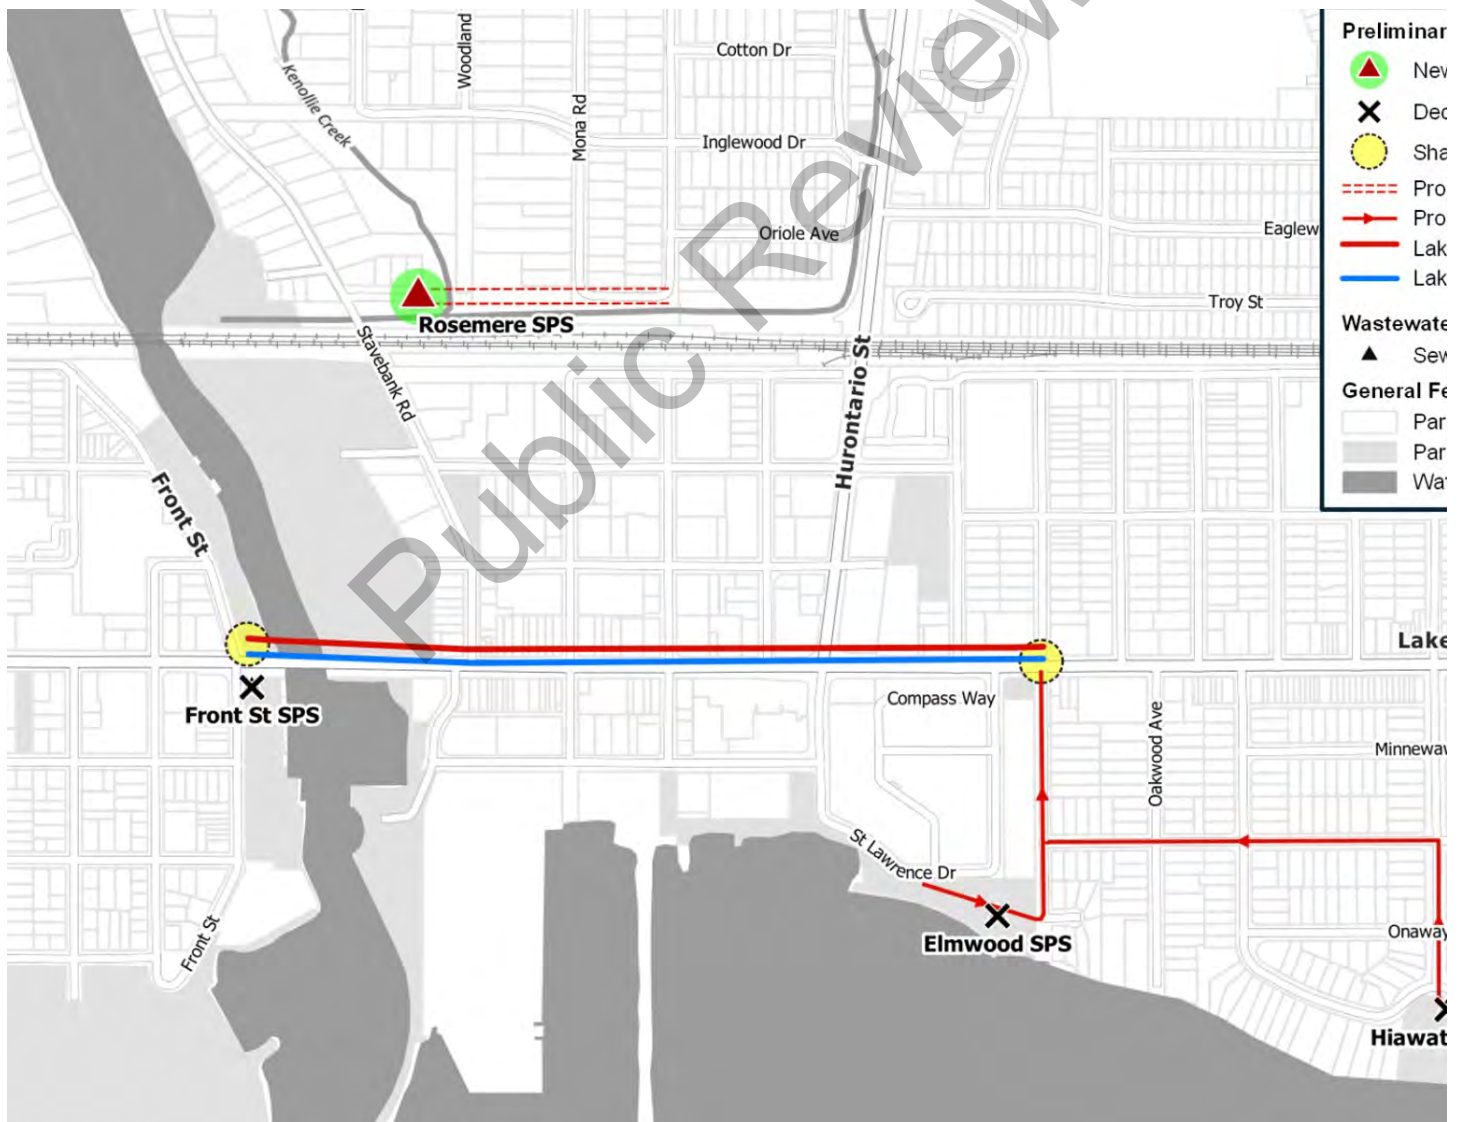 Cotton Dr
Woodland
Kenollie Creek
Mona Rd
Inglewood Dr
Oriole Ave
Eaglew
Troy St
Rosemere SPS
Stavebank Rd
Hurontario St
Public Review
Front St
Lake
Compass Way
Front St SPS
Oakwood Ave
Minnewaw
St Lawrence Dr
Onaway
Elmwood SPS
Front St
Hiawat
Preliminar
New
Dec
Sha
Pro
Pro
Lak
Lak
Wastewate
Sew
General Fe
Par
Par
Wat